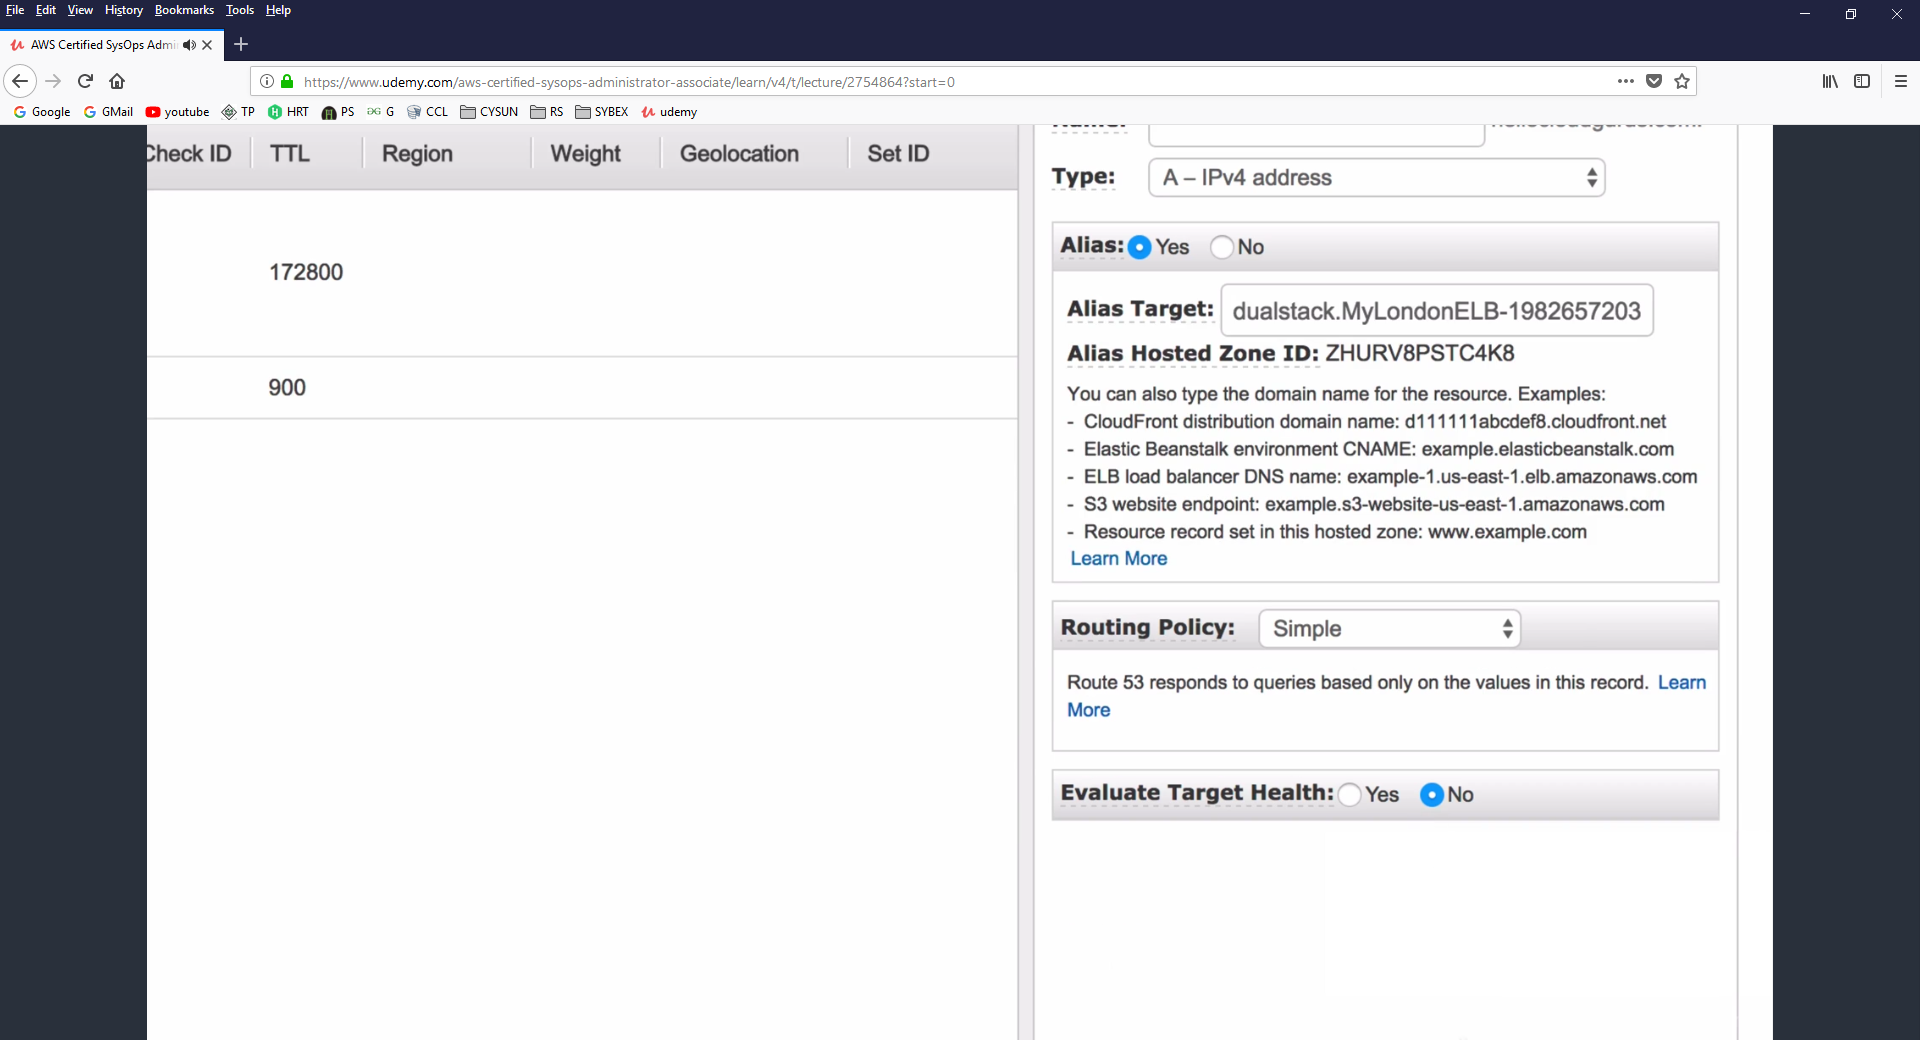 File Edit View History Bookmarks Tools Help
AWS Certified SysOps Admi
https://www.udemy.com/aws-certified-sysops-administrator-associate/learn/v4/t/lecture/2754864?start=0
Google GMail youtube TP HRT PS G CCL CYSUN RS SYBEX udemy
Check ID TTL Region Weight Geolocation Set ID
172800
900
Type: A – IPv4 address
Alias: Yes No
Alias Target: dualstack.MyLondonELB-1982657203
Alias Hosted Zone ID: ZHURV8PSTC4K8
You can also type the domain name for the resource. Examples:
- CloudFront distribution domain name: d111111abcdef8.cloudfront.net
- Elastic Beanstalk environment CNAME: example.elasticbeanstalk.com
- ELB load balancer DNS name: example-1.us-east-1.elb.amazonaws.com
- S3 website endpoint: example.s3-website-us-east-1.amazonaws.com
- Resource record set in this hosted zone: www.example.com
Learn More
Routing Policy: Simple
Route 53 responds to queries based only on the values in this record. Learn
More
Evaluate Target Health: Yes No